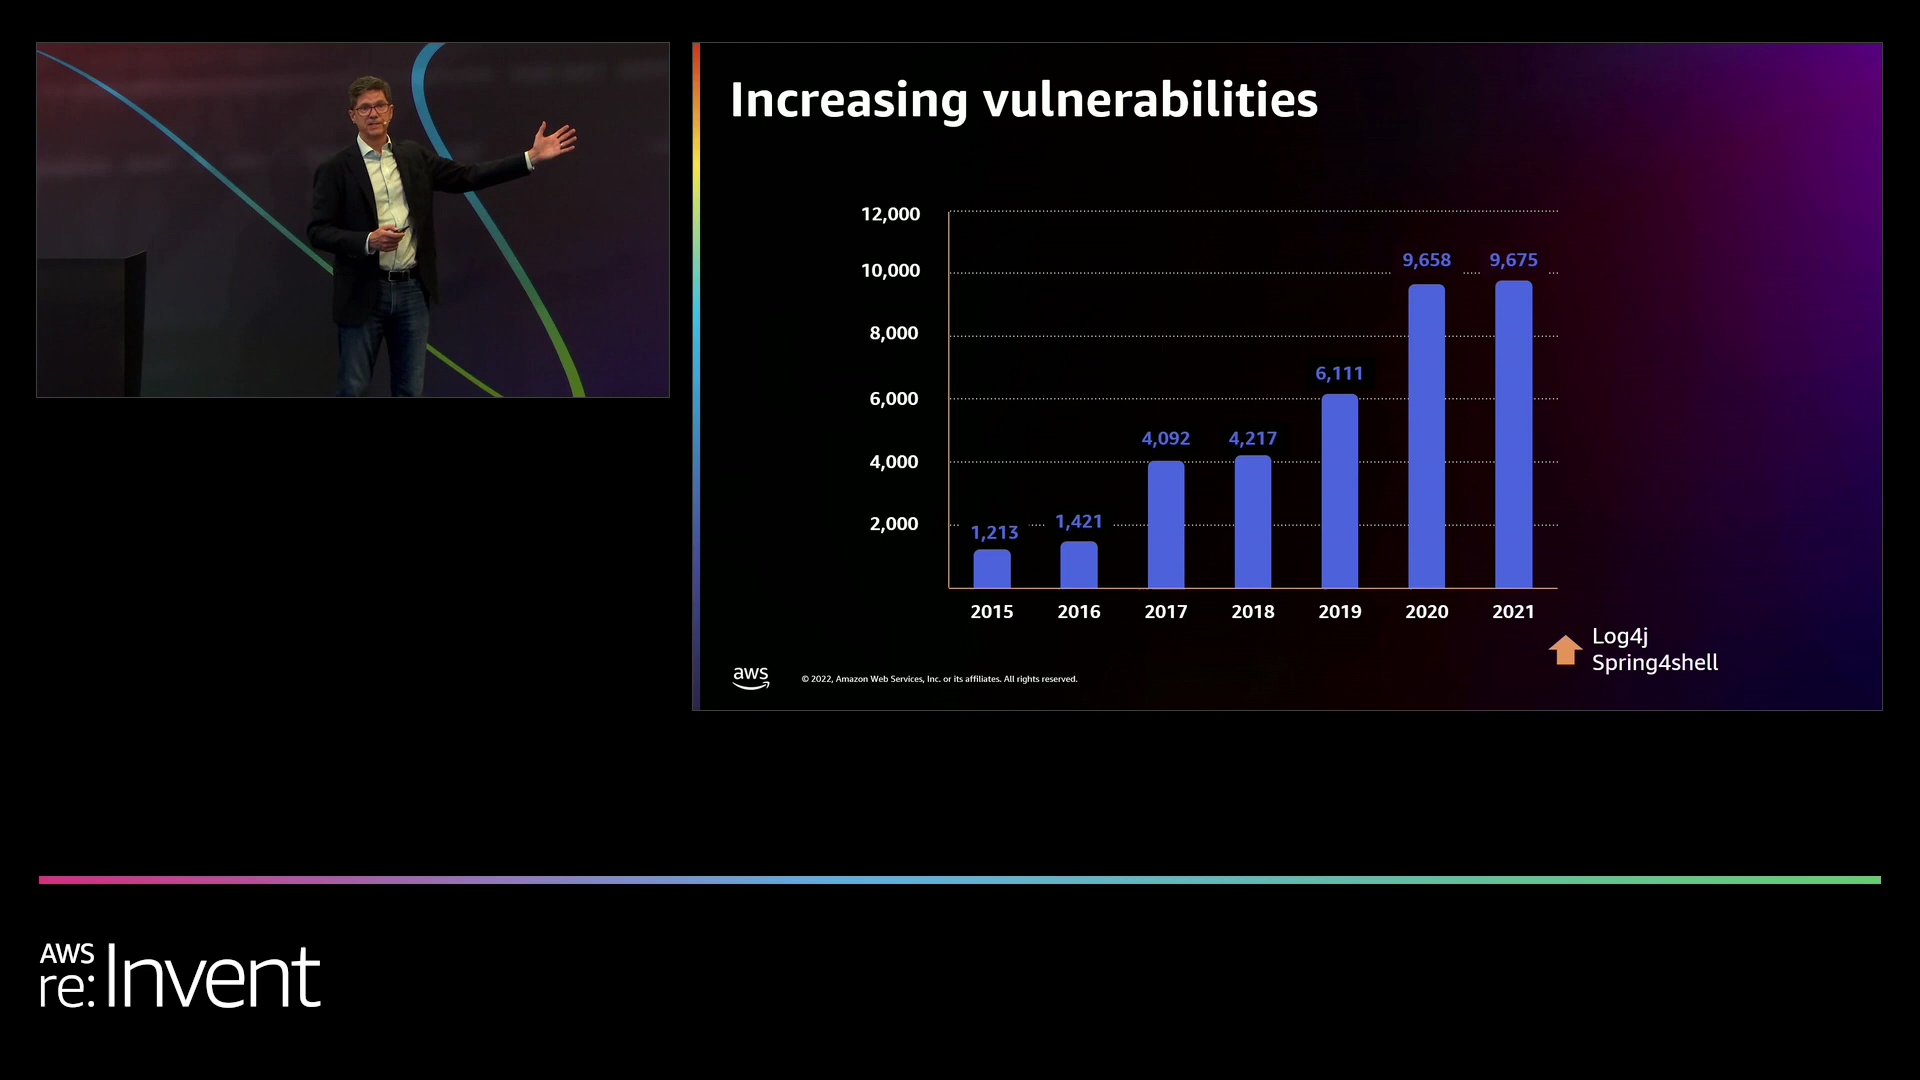 Increasing vulnerabilities
12,000
10,000
8,000
6,000
4,000
2,000
1,213
1,421
4,092
4,217
6,111
9,658
9,675
2015
2016
2017
2018
2019
2020
2021
Log4j
Spring4shell
aws
© 2022, Amazon Web Services, Inc. or its affiliates. All rights reserved.
AWS
re:Invent